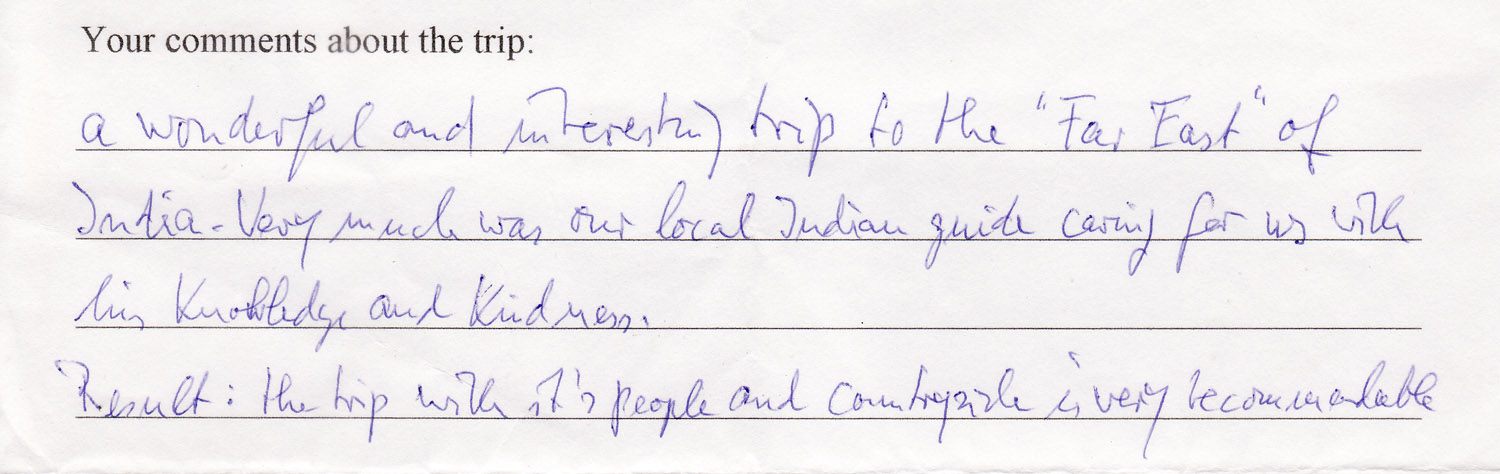 Your comments about the trip:
a wonderful and interesting trip to the "Far East" of
India - Very much was our local Indian guide caring for us with
his Knowledge and Kindness.
Result: the trip with it's people and countryside is very recommendable